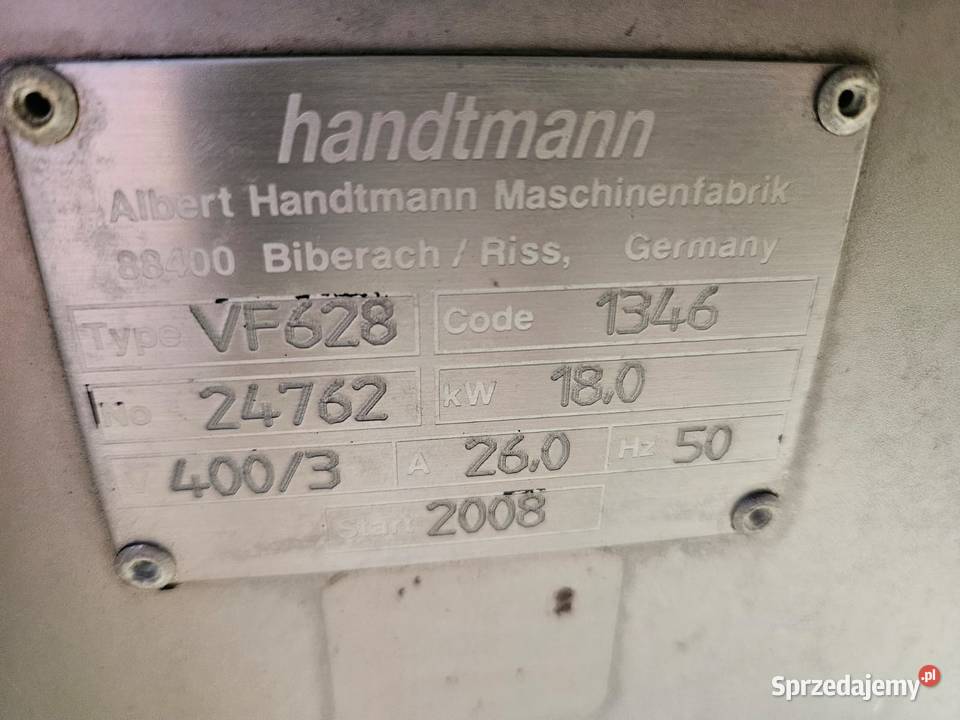 handtmann
Albert Handtmann Maschinenfabrik
88400 Biberach / Riss, Germany
Type VF628 Code 1346
No 24762 kW 18.0
V 400/3 A 26.0 Hz 50
Start 2008
Sprzedajemy.pl